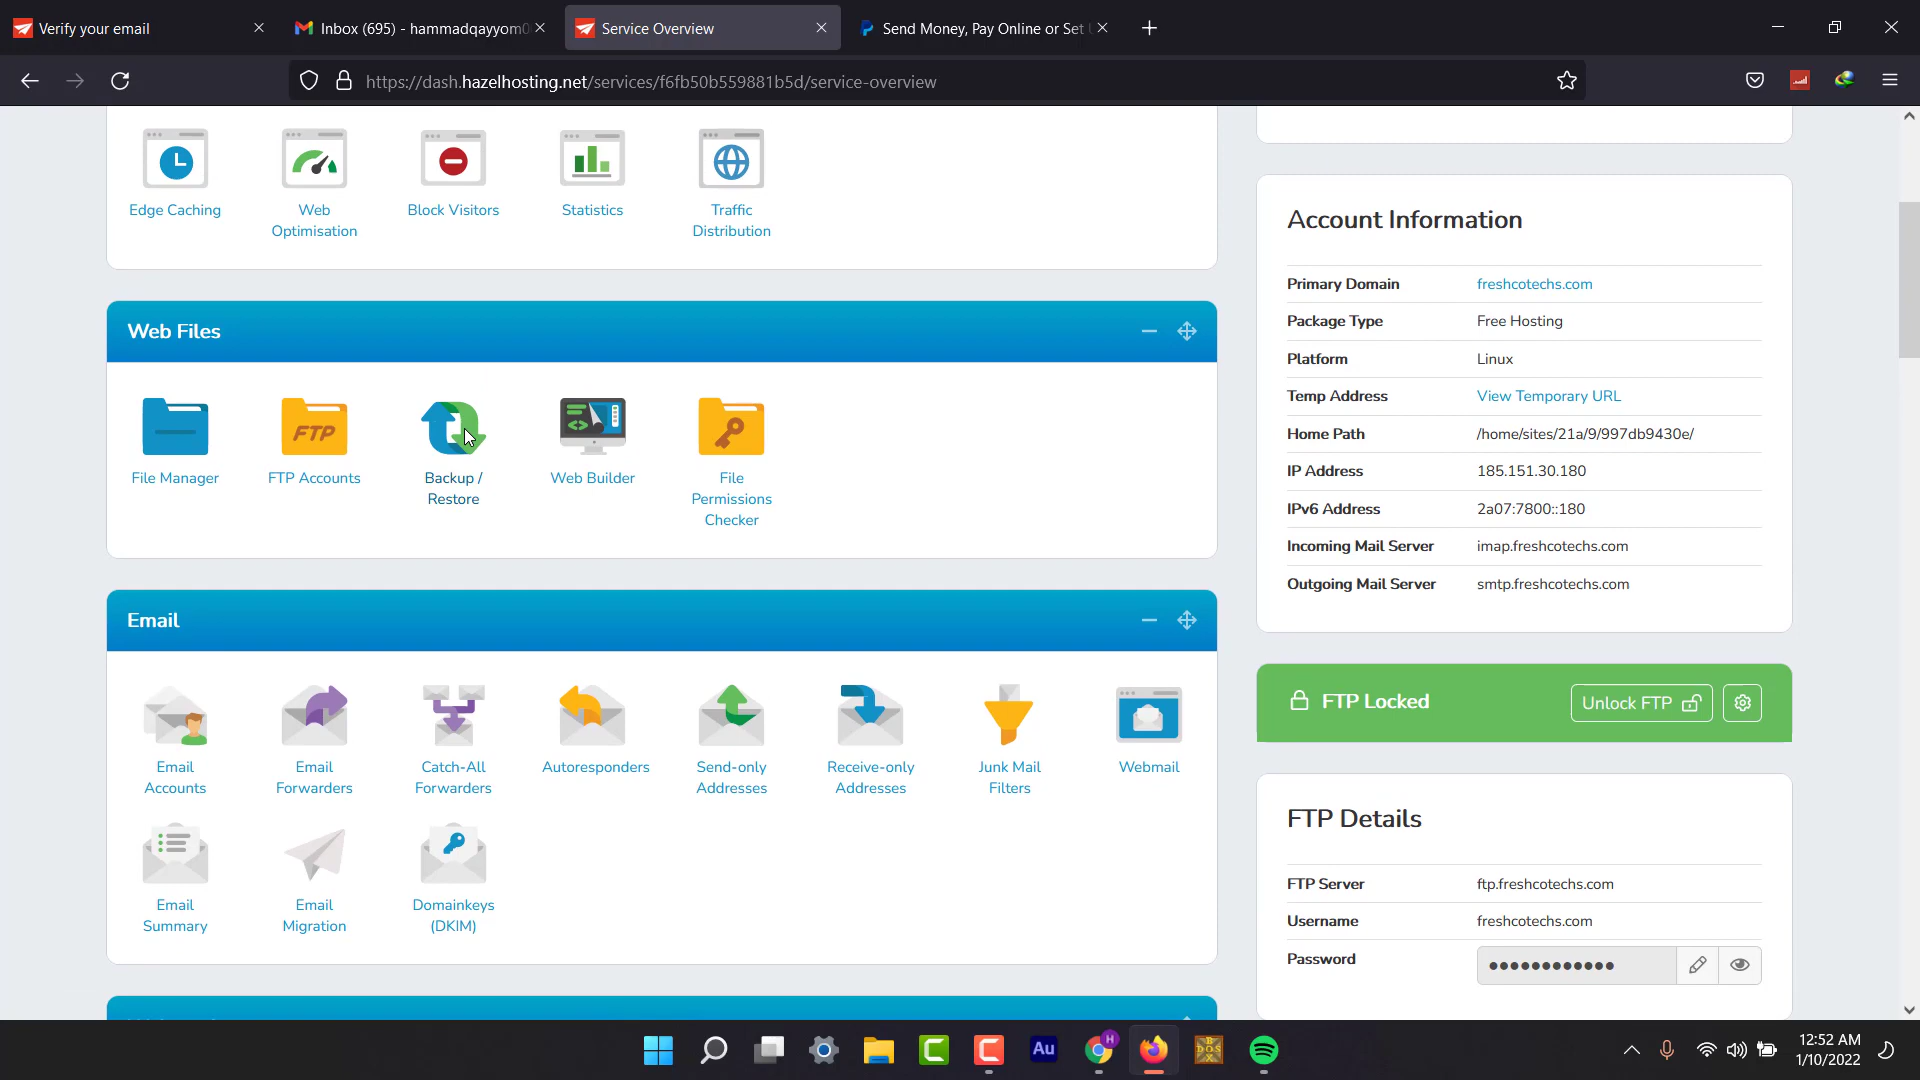 Verify your email
Inbox (695) - hammadqayyom0
Service Overview
Send Money, Pay Online or Set
https://dash.hazelhosting.net/services/f6fb50b559881b5d/service-overview
Edge Caching
Web
Optimisation
Block Visitors
Statistics
Traffic
Distribution
Web Files
File Manager
FTP
FTP Accounts
Backup /
Restore
Web Builder
File
Permissions
Checker
Email
Email
Accounts
Email
Forwarders
Catch-All
Forwarders
Autoresponders
Send-only
Addresses
Receive-only
Addresses
Junk Mail
Filters
Webmail
Email
Summary
Email
Migration
Domainkeys
(DKIM)
Account Information
Primary Domain freshcotechs.com
Package Type Free Hosting
Platform Linux
Temp Address View Temporary URL
Home Path /home/sites/21a/9/997db9430e/
IP Address 185.151.30.180
IPv6 Address 2a07:7800::180
Incoming Mail Server imap.freshcotechs.com
Outgoing Mail Server smtp.freshcotechs.com
FTP Locked
Unlock FTP
FTP Details
FTP Server ftp.freshcotechs.com
Username freshcotechs.com
Password
Au
H
DOS
12:52 AM
1/10/2022